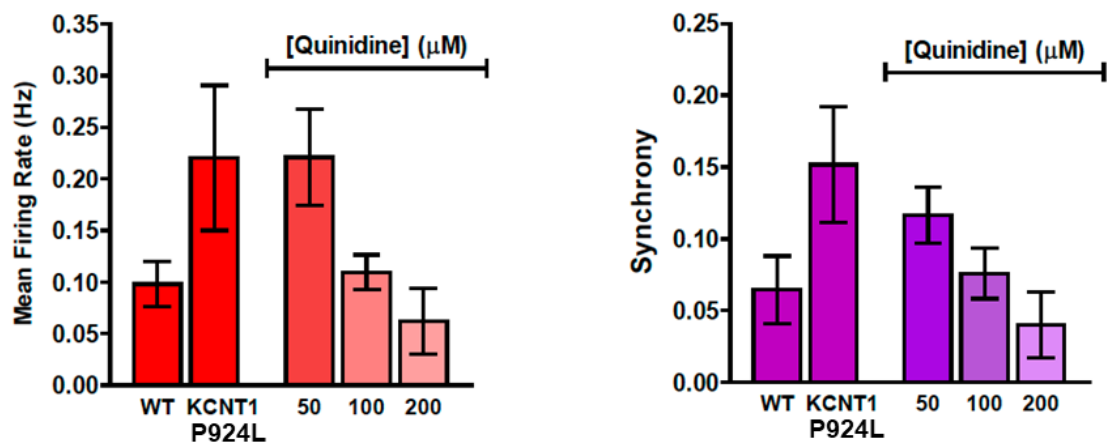 Mean Firing Rate (Hz)
0.35
0.30
0.25
0.20
0.15
0.10
0.05
0.00
[Quinidine] (μM)
WT KCNT1 50 100 200
P924L
Synchrony
0.25
0.20
0.15
0.10
0.05
0.00
[Quinidine] (μM)
WT KCNT1 50 100 200
P924L